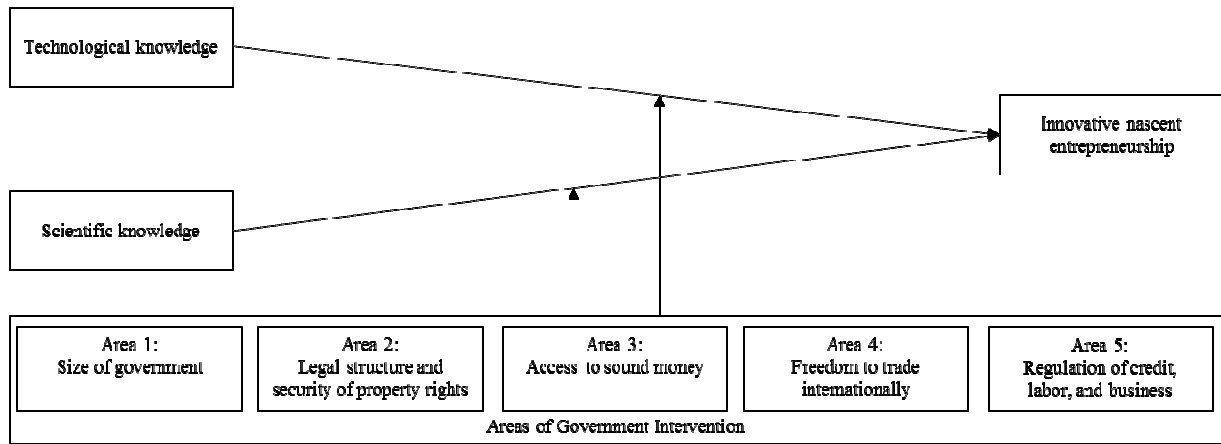 Technological knowledge
Innovative nascent
entrepreneurship
Scientific knowledge
Area 1:
Size of government
Area 2:
Legal structure and
security of property rights
Area 3:
Access to sound money
Area 4:
Freedom to trade
internationally
Area 5:
Regulation of credit,
labor, and business
Areas of Government Intervention